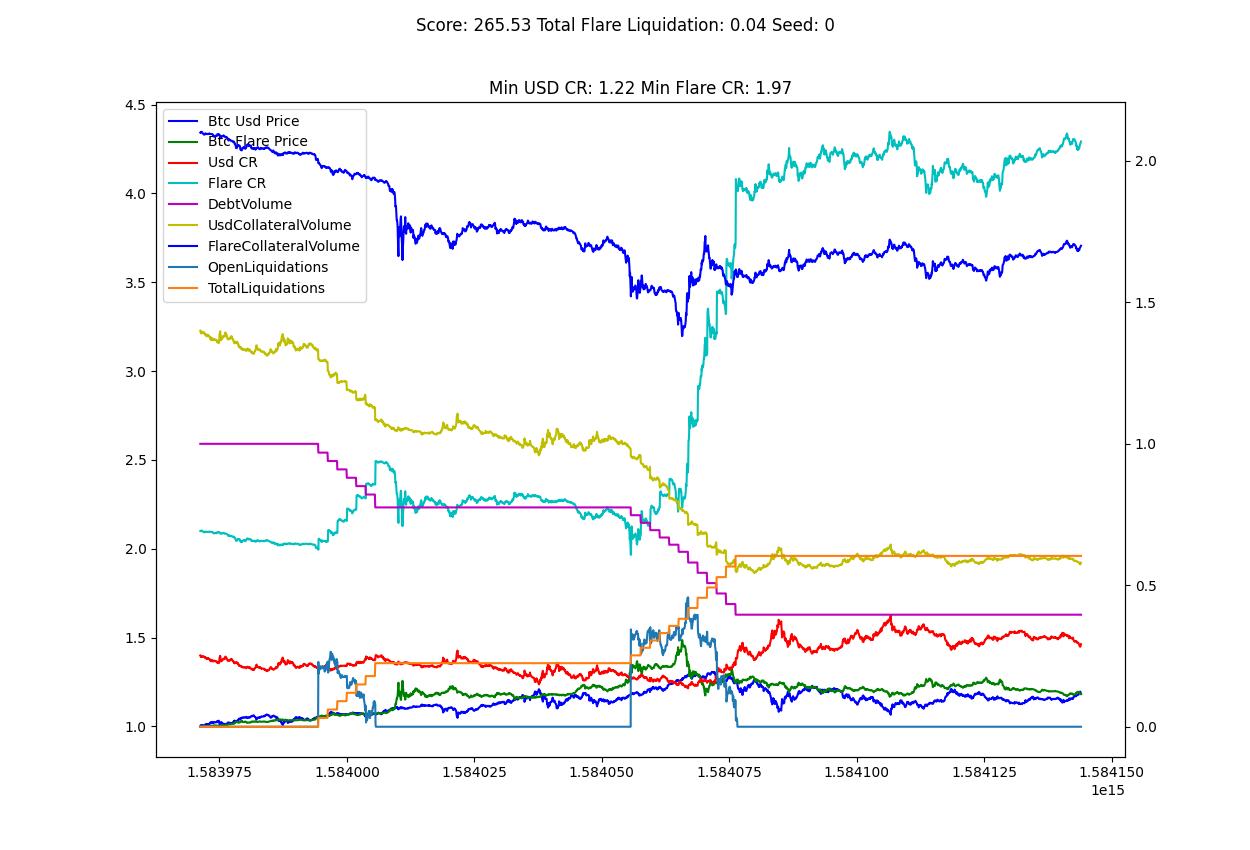 Score: 265.53 Total Flare Liquidation: 0.04 Seed: 0
Min USD CR: 1.22 Min Flare CR: 1.97
Btc Usd Price
Btc Flare Price
Usd CR
Flare CR
DebtVolume
UsdCollateralVolume
FlareCollateralVolume
OpenLiquidations
TotalLiquidations
4.5
4.0
3.5
3.0
2.5
2.0
1.5
1.0
2.0
1.5
1.0
0.5
0.0
1.583975 1.584000 1.584025 1.584050 1.584075 1.584100 1.584125 1.584150
1e15